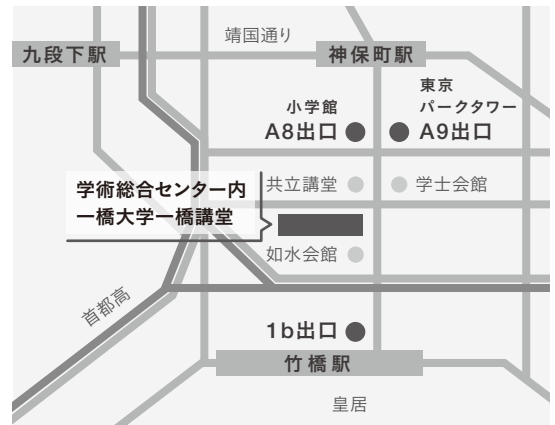 靖国通り
九段下駅
神保町駅
小学館
A8出口
東京
パークタワー
A9出口
学術総合センター内
一橋大学一橋講堂
共立講堂
学士会館
如水会館
首都高
1b出口
竹橋駅
皇居